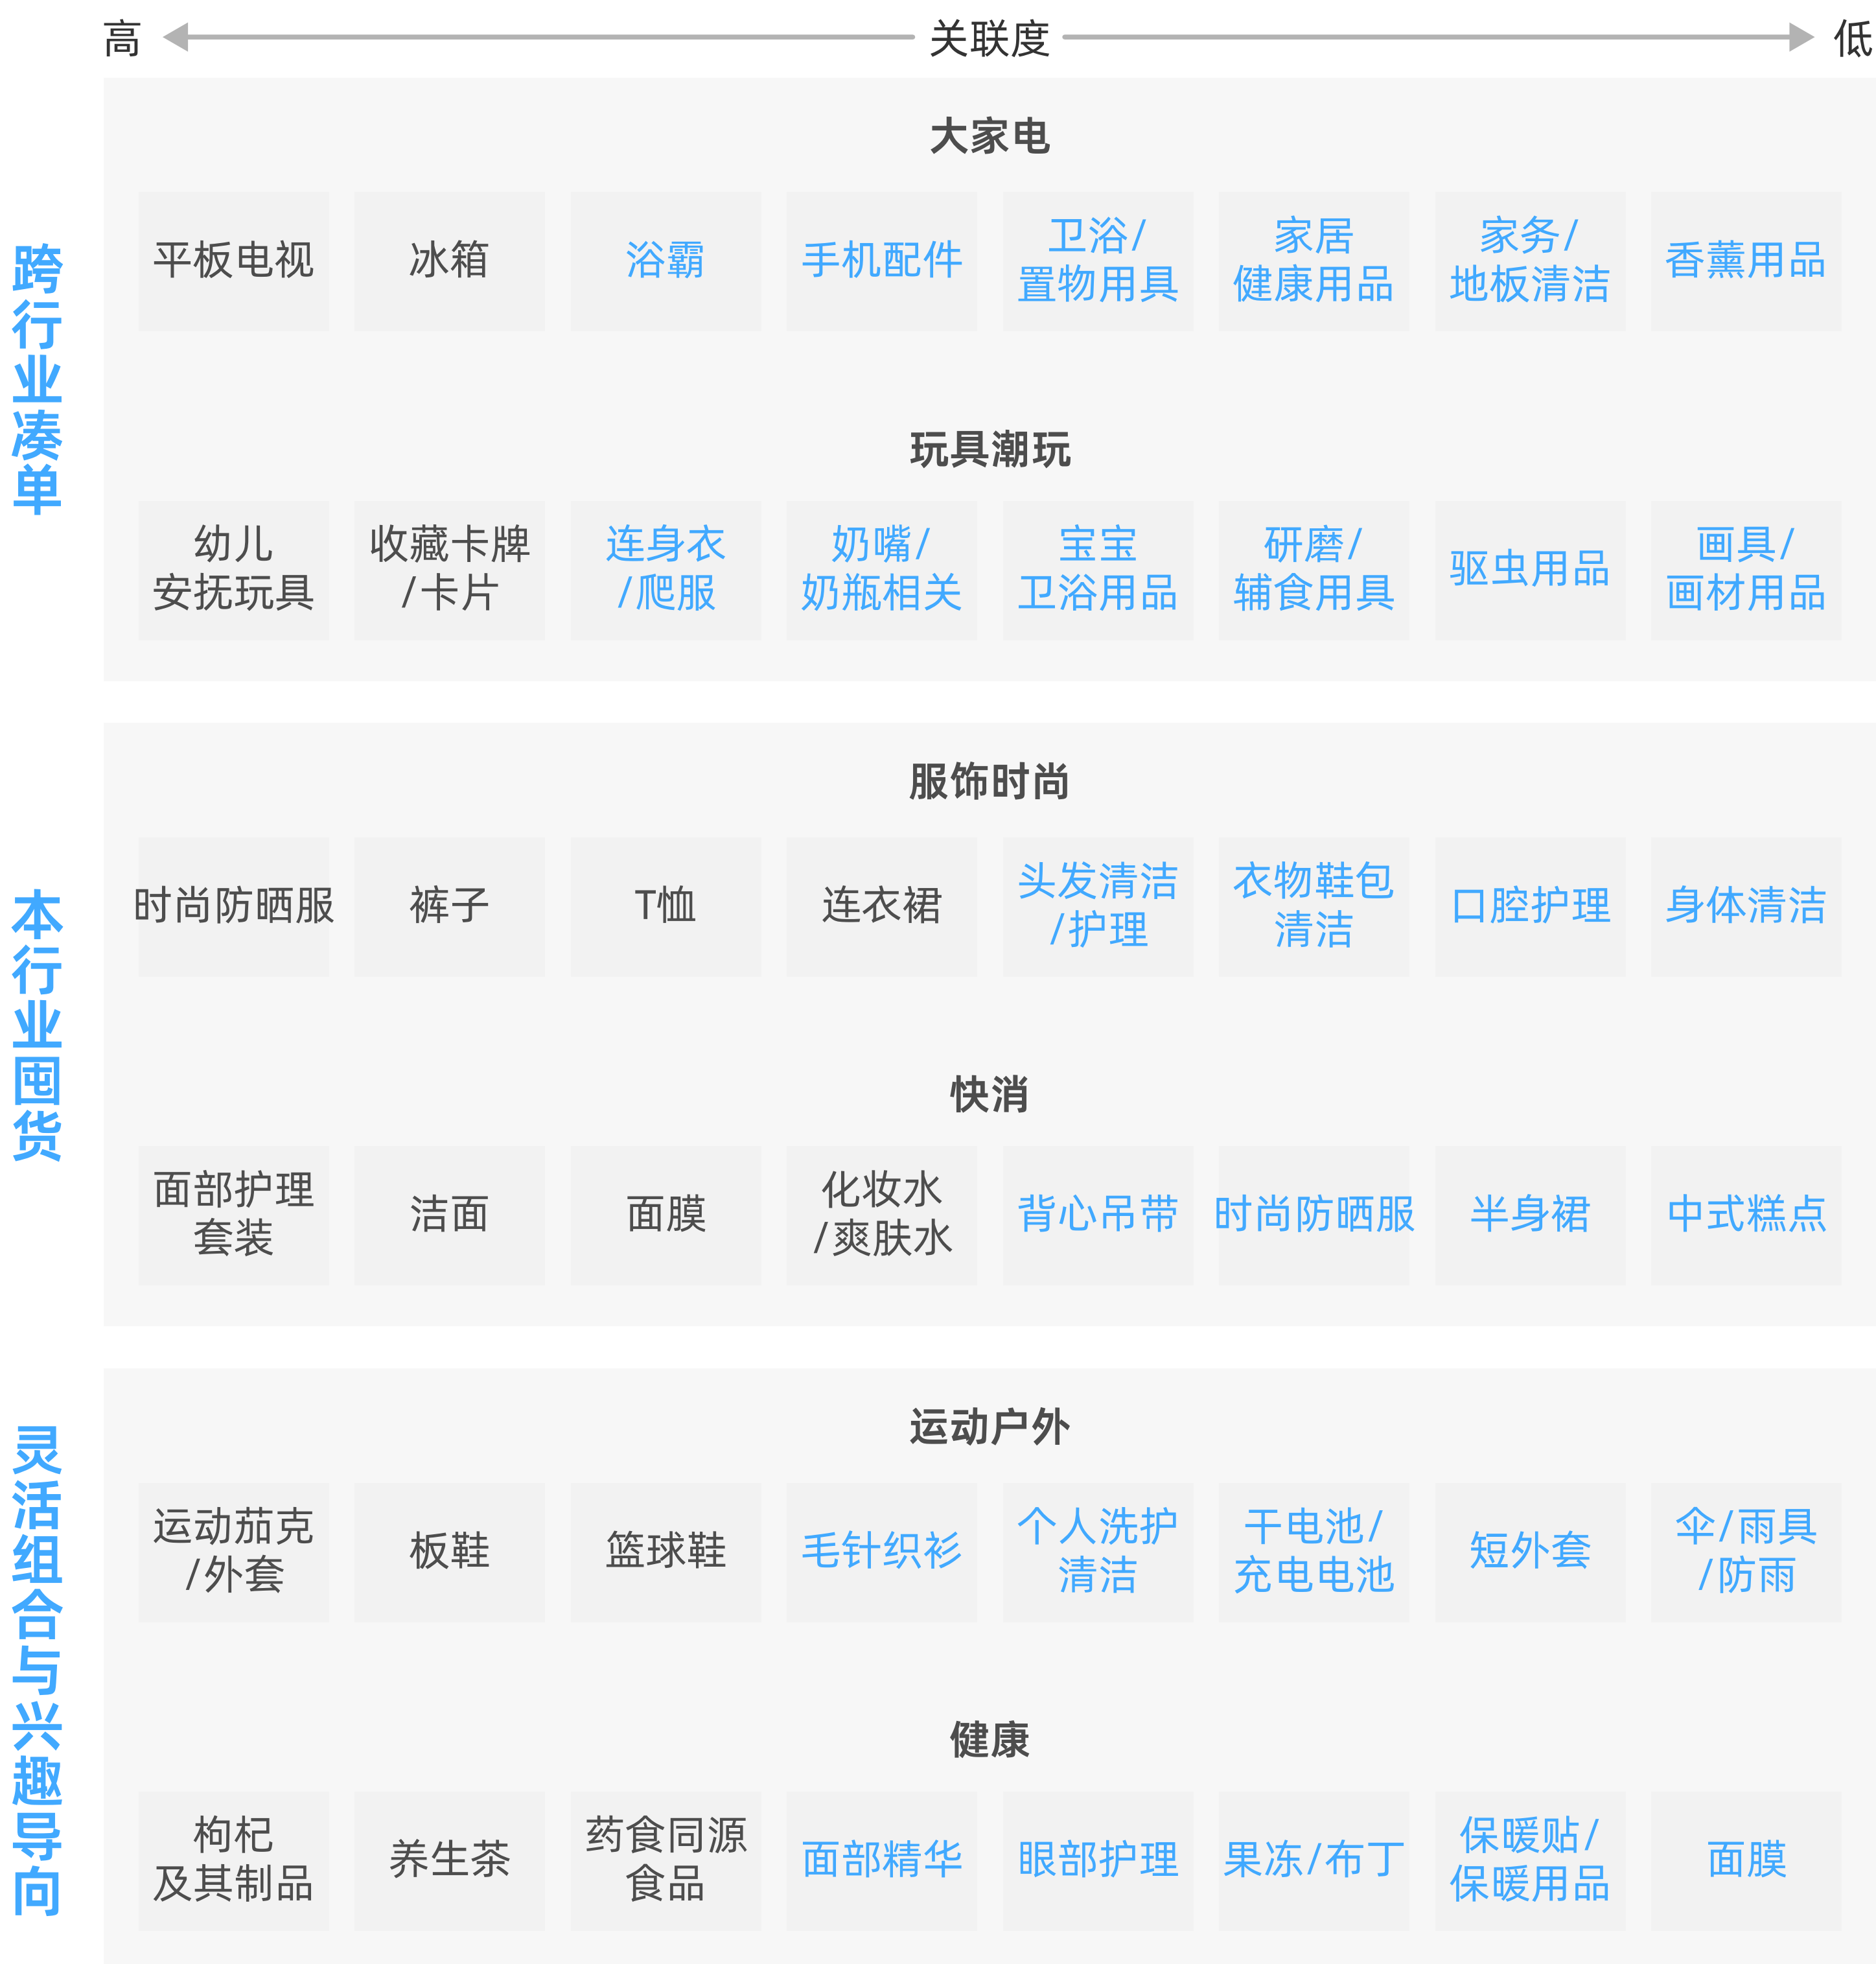 高
关联度
低
跨行业凑单
大家电
平板电视
冰箱
浴霸
手机配件
卫浴/
置物用具
家居
健康用品
家务/
地板清洁
香薰用品
玩具潮玩
幼儿
安抚玩具
收藏卡牌
/卡片
连身衣
/爬服
奶嘴/
奶瓶相关
宝宝
卫浴用品
研磨/
辅食用具
驱虫用品
画具/
画材用品
本行业囤货
服饰时尚
时尚防晒服
裤子
T恤
连衣裙
头发清洁
/护理
衣物鞋包
清洁
口腔护理
身体清洁
快消
面部护理
套装
洁面
面膜
化妆水
/爽肤水
背心吊带
时尚防晒服
半身裙
中式糕点
灵活组合与兴趣导向
运动户外
运动茄克
/外套
板鞋
篮球鞋
毛针织衫
个人洗护
清洁
干电池/
充电电池
短外套
伞/雨具
/防雨
健康
枸杞
及其制品
养生茶
药食同源
食品
面部精华
眼部护理
果冻/布丁
保暖贴/
保暖用品
面膜